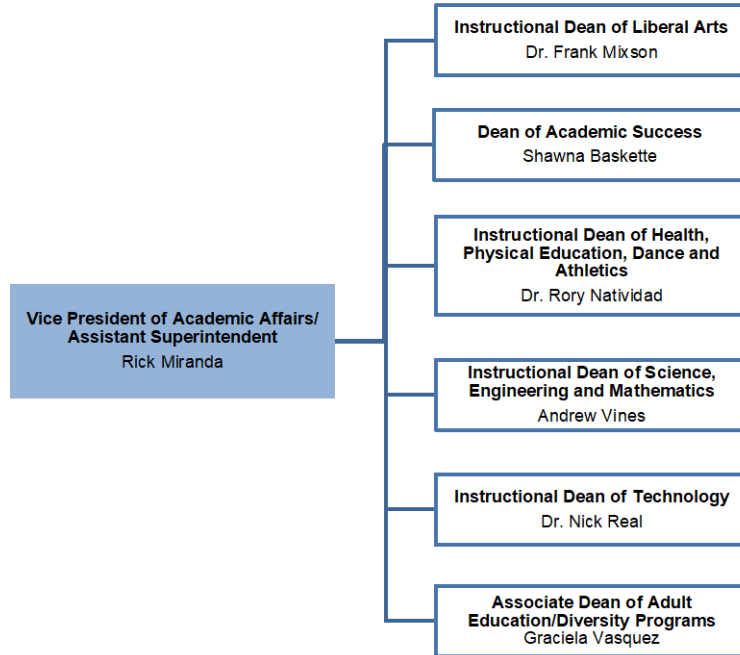 Instructional Dean of Liberal Arts
Dr. Frank Mixson
Dean of Academic Success
Shawna Baskette
Instructional Dean of Health,
Physical Education, Dance and
Athletics
Dr. Rory Natividad
Vice President of Academic Affairs/
Assistant Superintendent
Rick Miranda
Instructional Dean of Science,
Engineering and Mathematics
Andrew Vines
Instructional Dean of Technology
Dr. Nick Real
Associate Dean of Adult
Education/Diversity Programs
Graciela Vasquez